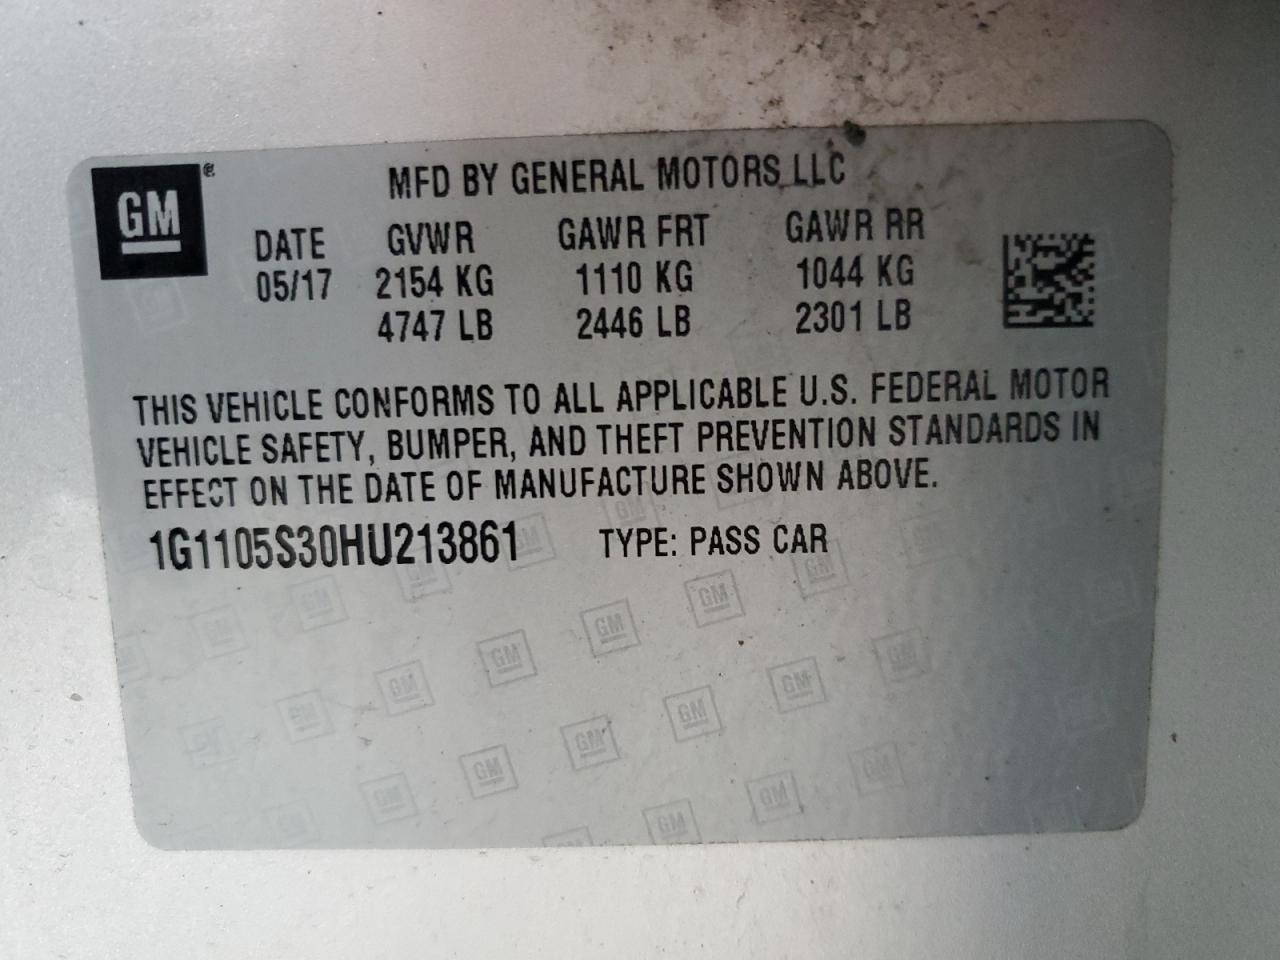 GM®
MFD BY GENERAL MOTORS LLC
DATE GVWR GAWR FRT GAWR RR
05/17 2154 KG 1110 KG 1044 KG
4747 LB 2446 LB 2301 LB
THIS VEHICLE CONFORMS TO ALL APPLICABLE U.S. FEDERAL MOTOR
VEHICLE SAFETY, BUMPER, AND THEFT PREVENTION STANDARDS IN
EFFECT ON THE DATE OF MANUFACTURE SHOWN ABOVE.
1G1105S30HU213861 TYPE: PASS CAR